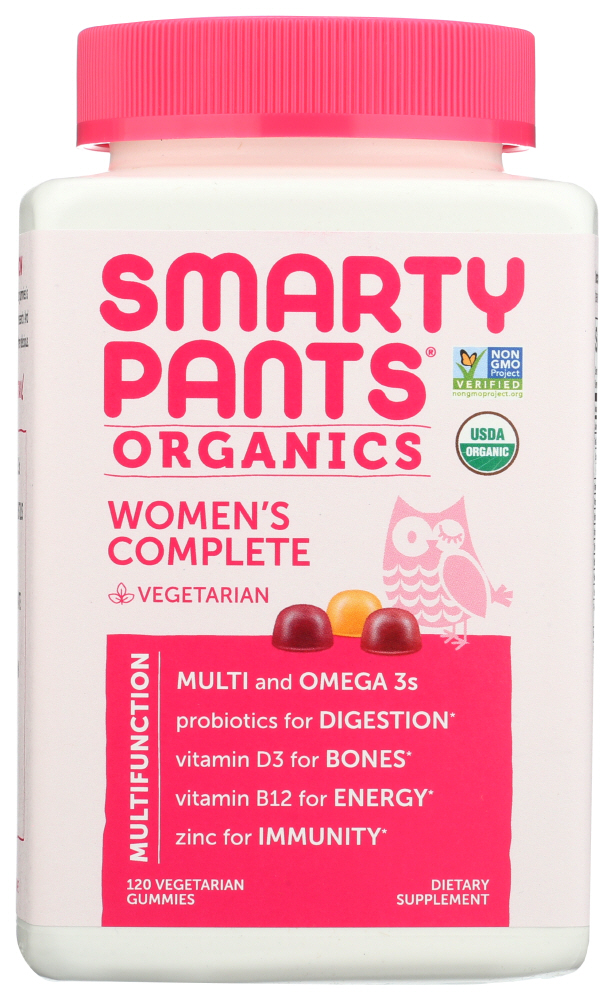 SMARTY
PANTS®
ORGANICS
NON
GMO
Project
VERIFIED
nongmoproject.org
USDA
ORGANIC
WOMEN'S
COMPLETE
VEGETARIAN
MULTIFUNCTION
MULTI and OMEGA 3s
probiotics for DIGESTION*
vitamin D3 for BONES*
vitamin B12 for ENERGY*
zinc for IMMUNITY*
120 VEGETARIAN
GUMMIES
DIETARY
SUPPLEMENT